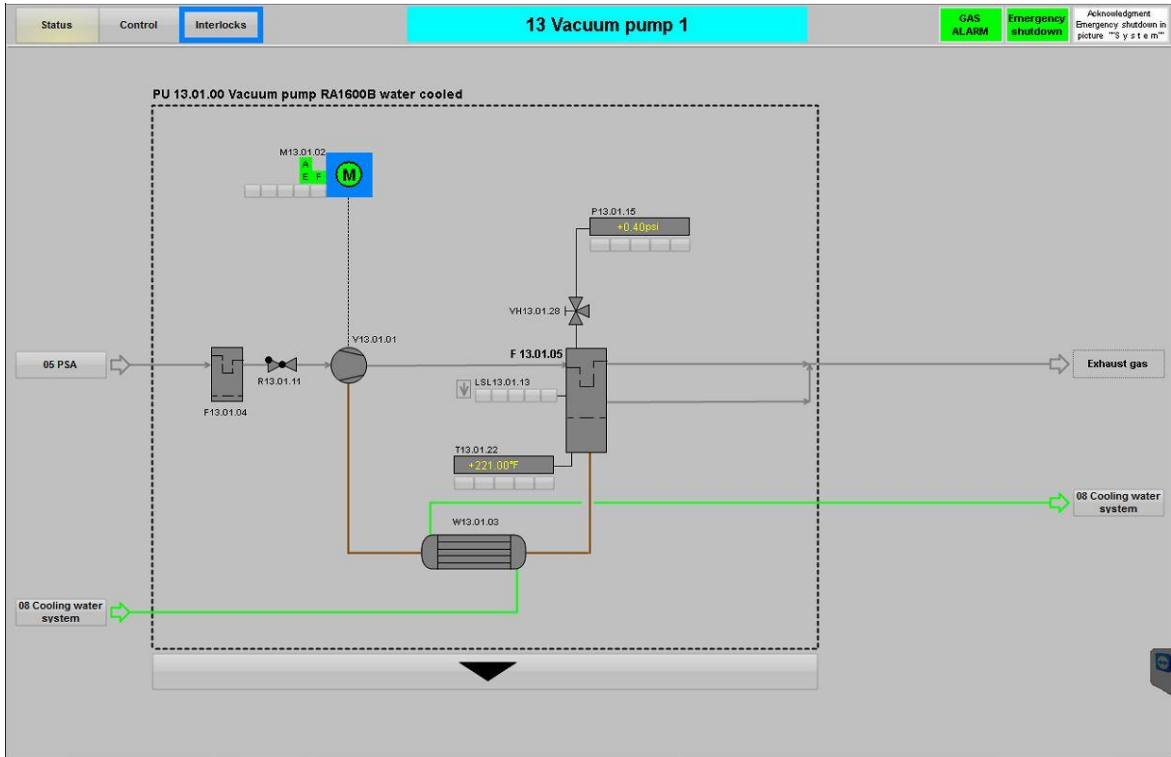 Status
Control
Interlocks
13 Vacuum pump 1
GAS
ALARM
Emergency
shutdown
Acknowledgment
Emergency shutdown in
picture ""S y s t e m""
PU 13.01.00 Vacuum pump RA1600B water cooled
M13.01.02
A
E F
M
P13.01.15
+0.40psi
VH13.01.28
V13.01.01
F 13.01.05
05 PSA
R13.01.11
LSL13.01.13
Exhaust gas
F13.01.04
T13.01.22
+221.00°F
08 Cooling water
system
W13.01.03
08 Cooling water
system